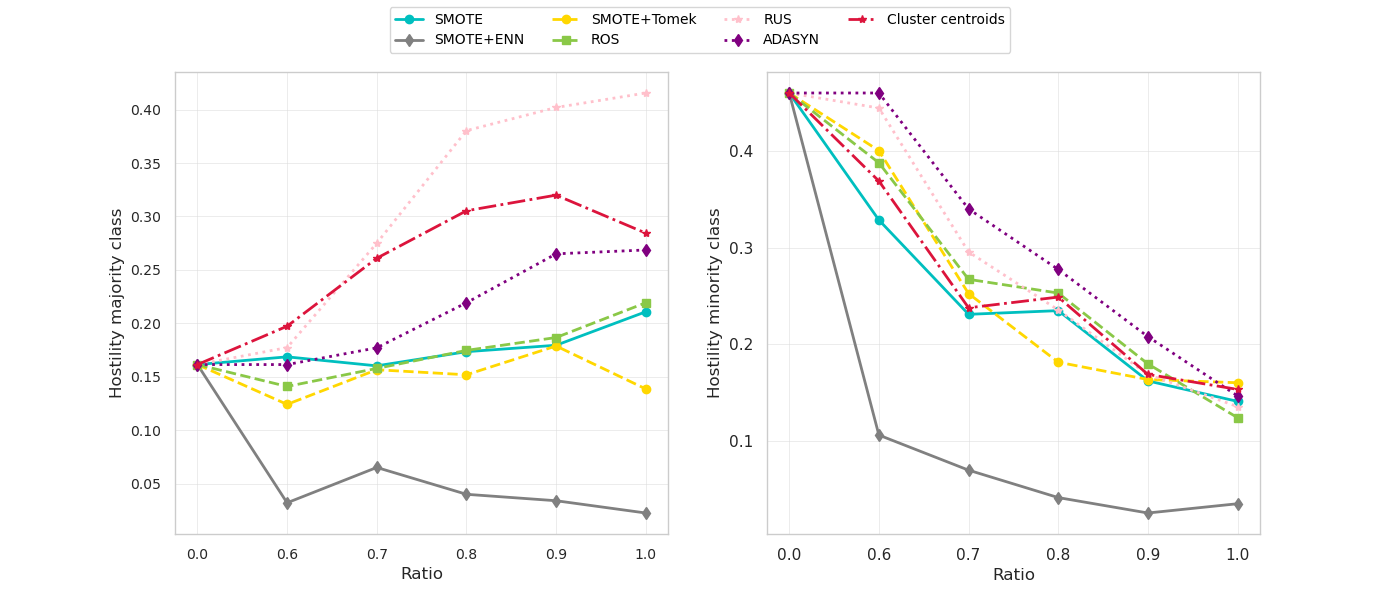 SMOTE
SMOTE+ENN
SMOTE+Tomek
ROS
RUS
ADASYN
Cluster centroids
Hostility majority class
0.40
0.35
0.30
0.25
0.20
0.15
0.10
0.05
0.0 0.6 0.7 0.8 0.9 1.0
Ratio
Hostility minority class
0.4
0.3
0.2
0.1
0.0 0.6 0.7 0.8 0.9 1.0
Ratio